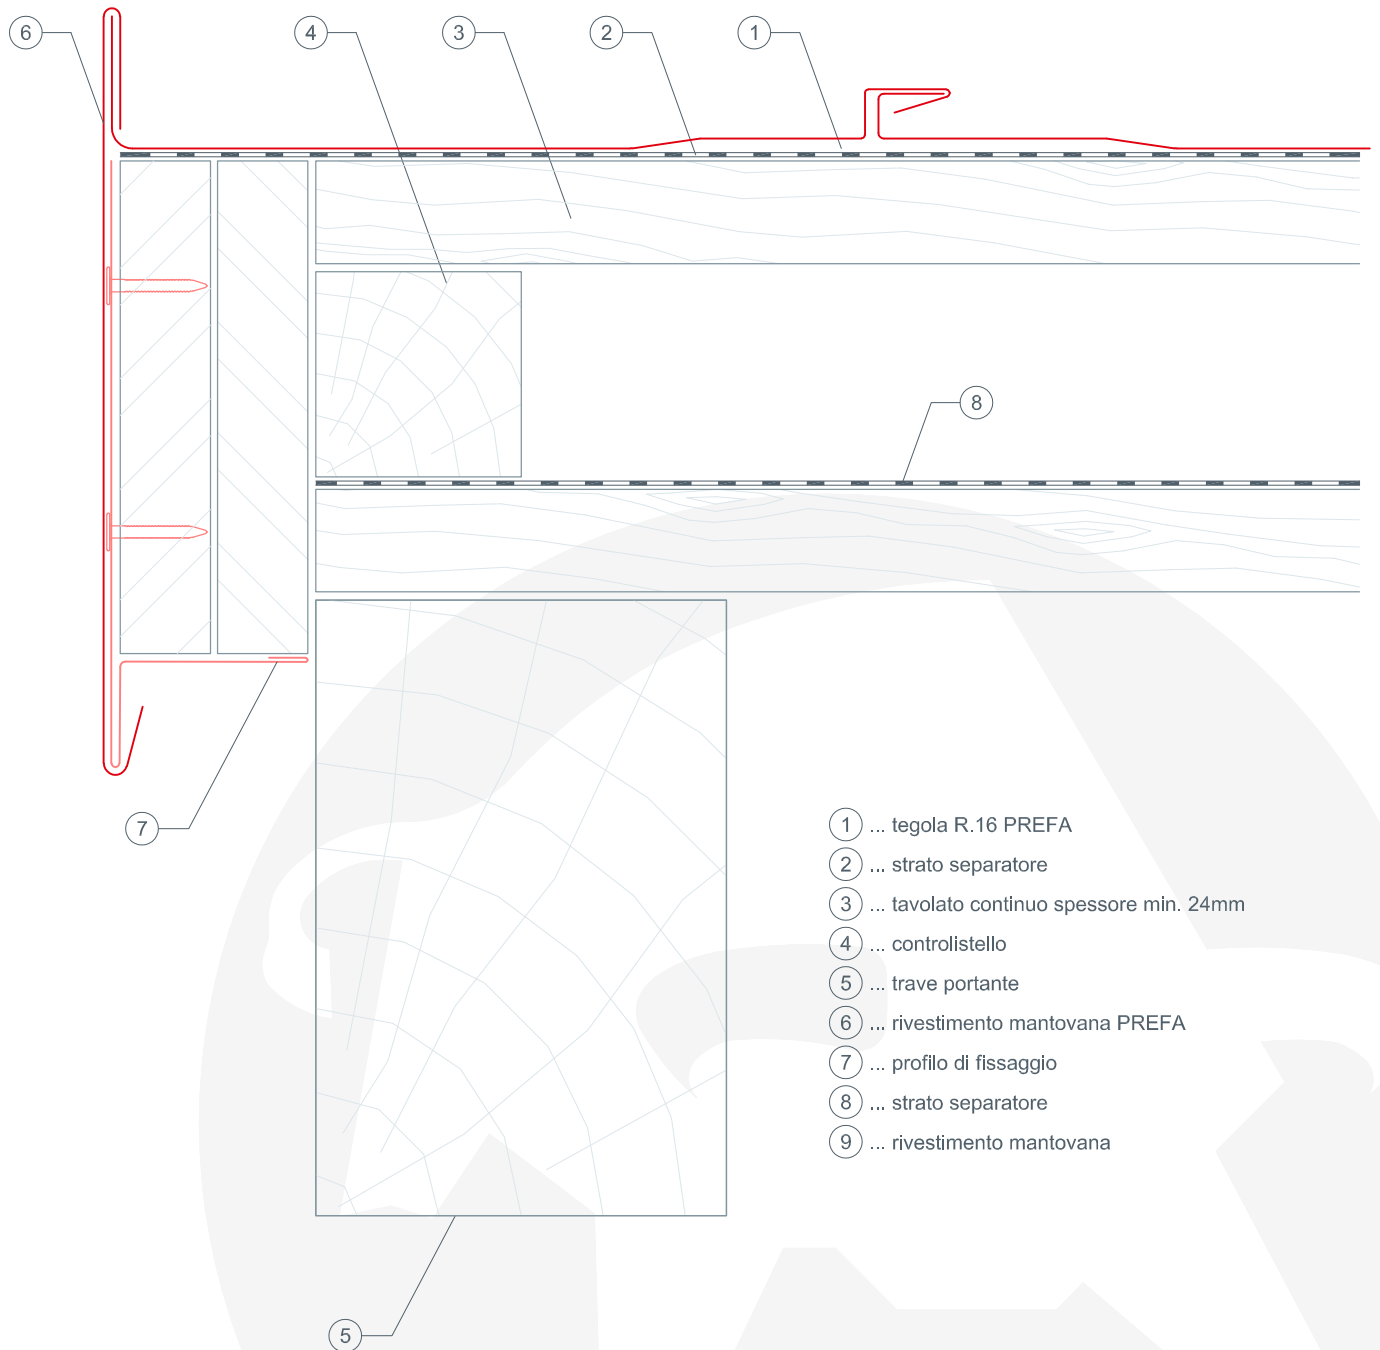 6
4
3
2
1
8
7
1 ... tegola R.16 PREFA
2 ... strato separatore
3 ... tavolato continuo spessore min. 24mm
4 ... controlistello
5 ... trave portante
6 ... rivestimento mantovana PREFA
7 ... profilo di fissaggio
8 ... strato separatore
9 ... rivestimento mantovana
5